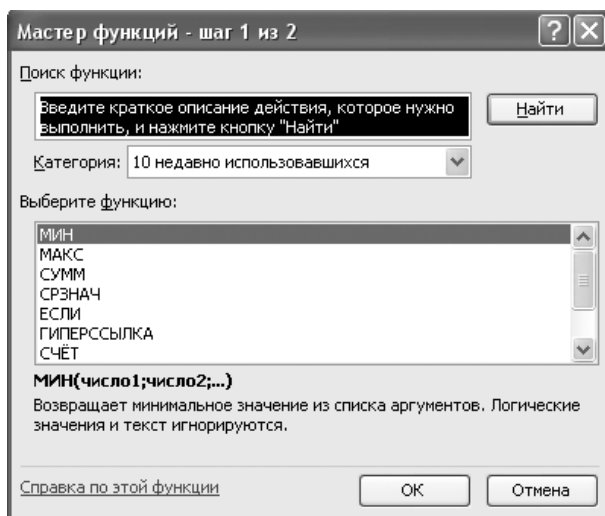 Мастер функций - шаг 1 из 2
Поиск функции:
Введите краткое описание действия, которое нужно
выполнить, и нажмите кнопку "Найти"
Найти
Категория: 10 недавно использовавшихся
Выберите функцию:
МИН
МАКС
СУММ
СРЗНАЧ
ЕСЛИ
ГИПЕРССЫЛКА
СЧЁТ
МИН(число1;число2;...)
Возвращает минимальное значение из списка аргументов. Логические
значения и текст игнорируются.
Справка по этой функции
ОК
Отмена